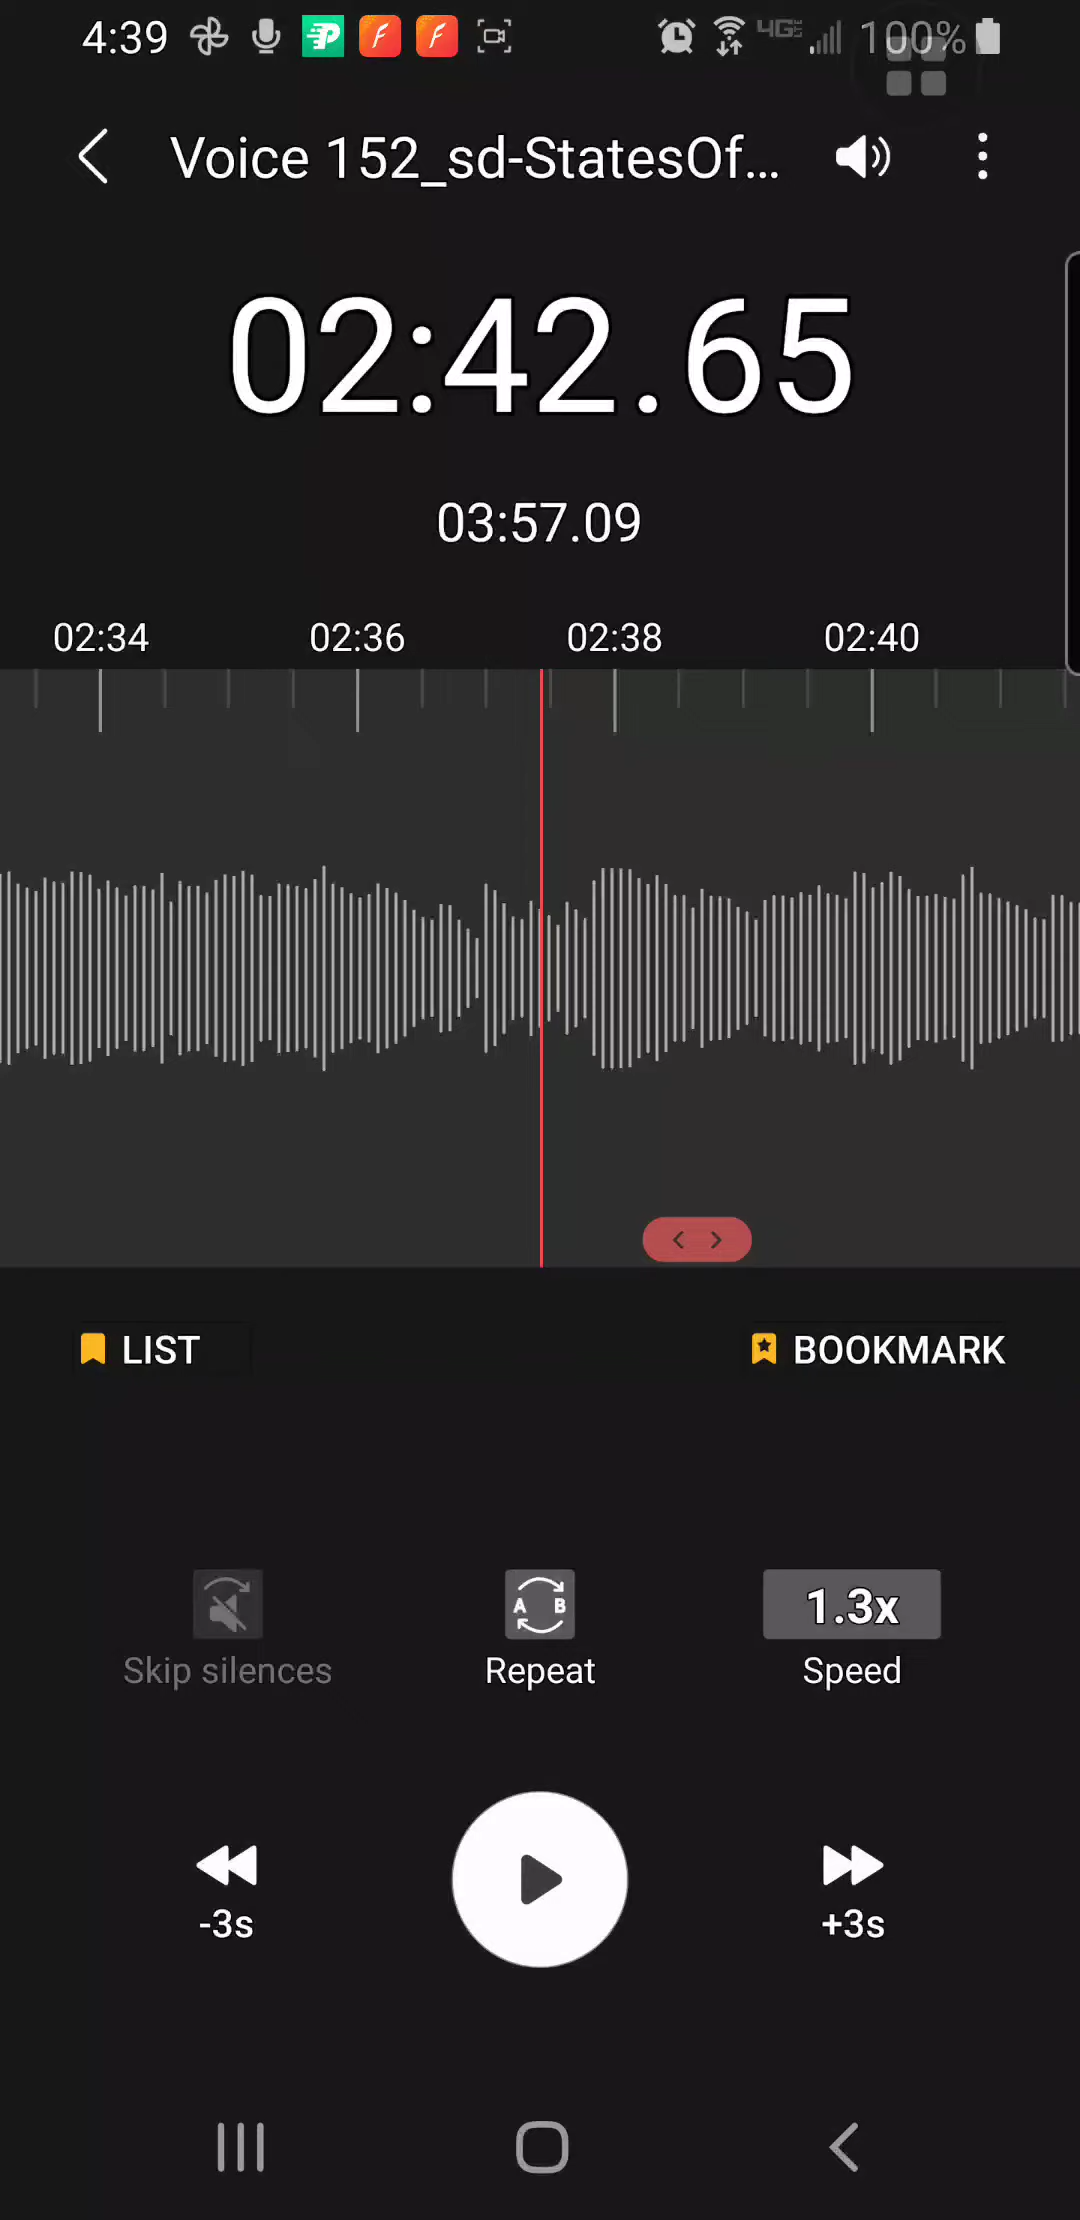 4:39 4G 100%
Voice 152_sd-StatesOf...
02:42.65
03:57.09
02:34 02:36 02:38 02:40
LIST BOOKMARK
A B 1.3x
Skip silences Repeat Speed
-3s +3s